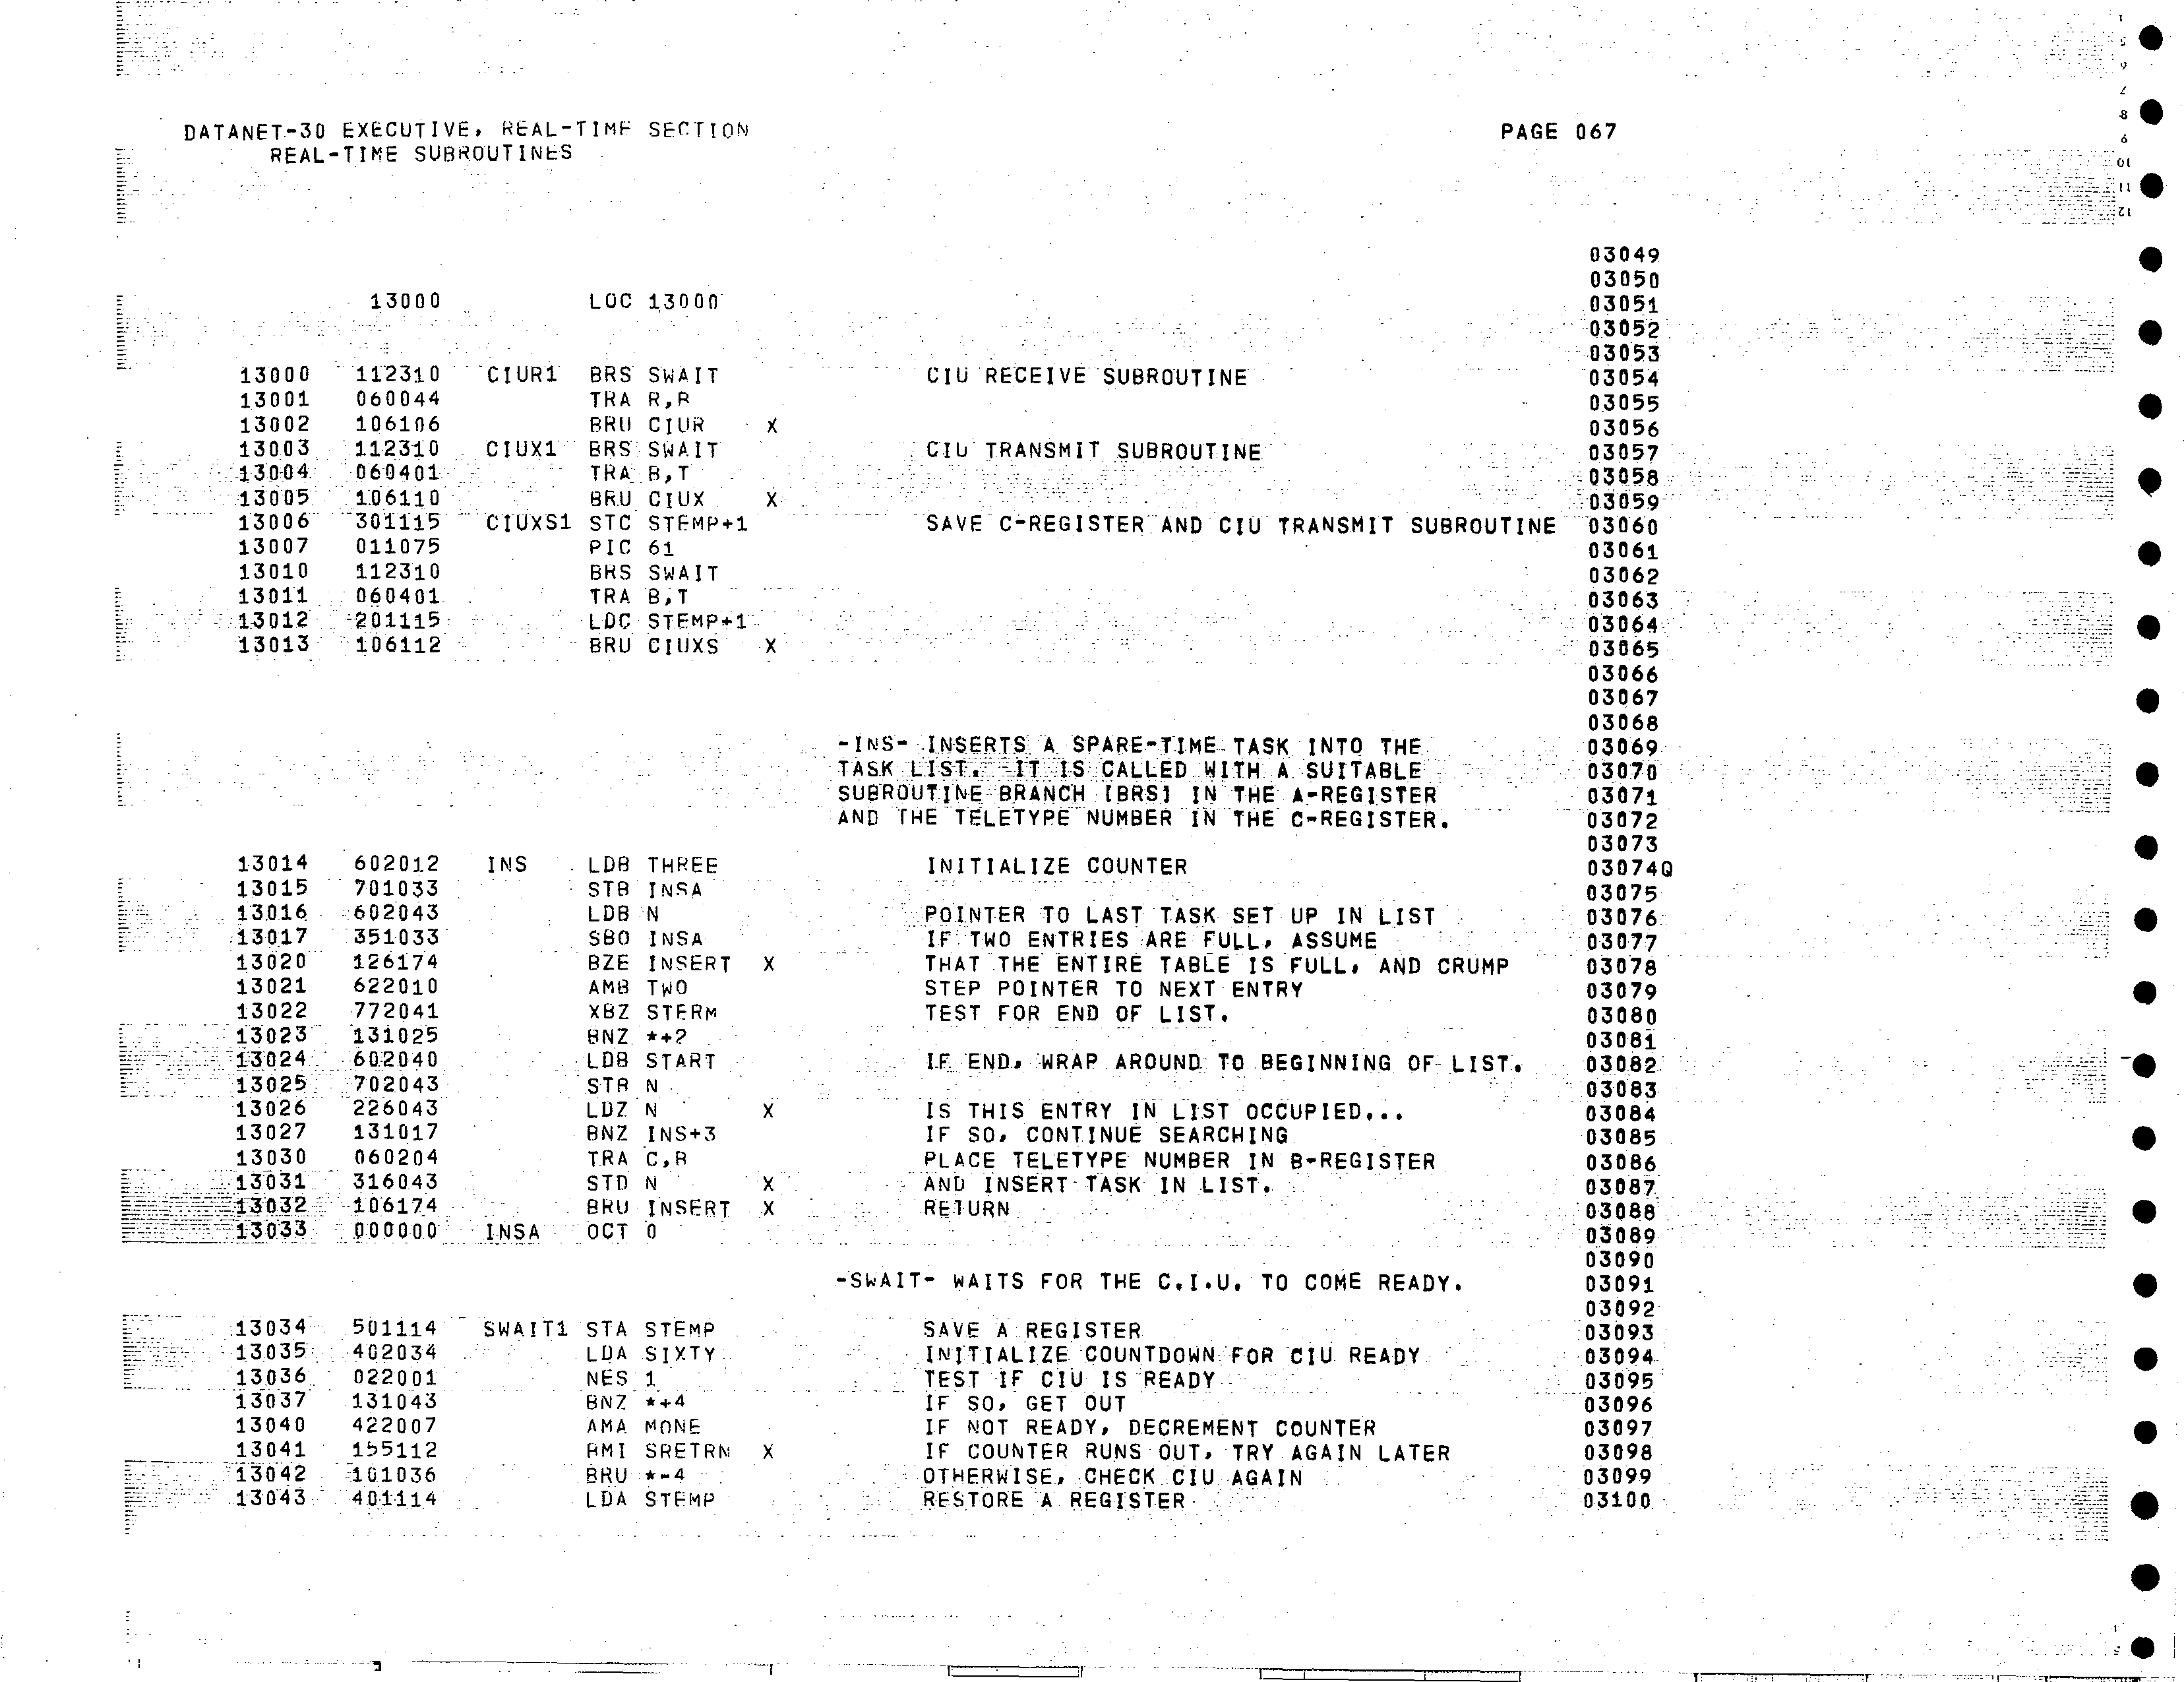 DATANET-30 EXECUTIVE, REAL-TIME SECTION PAGE 067
REAL-TIME SUBROUTINES
03049
03050
13000 LOC 13000 03051
03052
03053
13000 112310 CIUR1 BRS SWAIT CIU RECEIVE SUBROUTINE 03054
13001 060044 TRA R,B 03055
13002 106106 BRU CIUR X 03056
13003 112310 CIUX1 BRS SWAIT CIU TRANSMIT SUBROUTINE 03057
13004 060401 TRA B,T 03058
13005 106110 BRU CIUX X 03059
13006 301115 CIUXS1 STC STEMP+1 SAVE C-REGISTER AND CIU TRANSMIT SUBROUTINE 03060
13007 011075 PIC 61 03061
13010 112310 BRS SWAIT 03062
13011 060401 TRA B,T 03063
13012 201115 LDC STEMP+1 03064
13013 106112 BRU CIUXS X 03065
03066
03067
03068
-INS- INSERTS A SPARE-TIME TASK INTO THE 03069
TASK LIST. IT IS CALLED WITH A SUITABLE 03070
SUBROUTINE BRANCH [BRS] IN THE A-REGISTER 03071
AND THE TELETYPE NUMBER IN THE C-REGISTER. 03072
03073
13014 602012 INS LDB THREE INITIALIZE COUNTER 03074Q
13015 701033 STB INSA 03075
13016 602043 LDB N POINTER TO LAST TASK SET UP IN LIST 03076
13017 351033 SBO INSA IF TWO ENTRIES ARE FULL, ASSUME 03077
13020 126174 BZE INSERT X THAT THE ENTIRE TABLE IS FULL, AND CRUMP 03078
13021 622010 AMB TWO STEP POINTER TO NEXT ENTRY 03079
13022 772041 XBZ STERM TEST FOR END OF LIST. 03080
13023 131025 BNZ *+2 03081
13024 602040 LDB START IF END, WRAP AROUND TO BEGINNING OF LIST. 03082
13025 702043 STB N 03083
13026 226043 LDZ N X IS THIS ENTRY IN LIST OCCUPIED... 03084
13027 131017 BNZ INS+3 IF SO, CONTINUE SEARCHING 03085
13030 060204 TRA C,B PLACE TELETYPE NUMBER IN B-REGISTER 03086
13031 316043 STD N X AND INSERT TASK IN LIST. 03087
13032 106174 BRU INSERT X RETURN 03088
13033 000000 INSA OCT 0 03089
03090
-SWAIT- WAITS FOR THE C.I.U. TO COME READY. 03091
03092
13034 501114 SWAIT1 STA STEMP SAVE A REGISTER 03093
13035 402034 LDA SIXTY INITIALIZE COUNTDOWN FOR CIU READY 03094
13036 022001 NES 1 TEST IF CIU IS READY 03095
13037 131043 BNZ *+4 IF SO, GET OUT 03096
13040 422007 AMA MONE IF NOT READY, DECREMENT COUNTER 03097
13041 155112 BMI SRETRN X IF COUNTER RUNS OUT, TRY AGAIN LATER 03098
13042 101036 BRU *-4 OTHERWISE, CHECK CIU AGAIN 03099
13043 401114 LDA STEMP RESTORE A REGISTER 03100